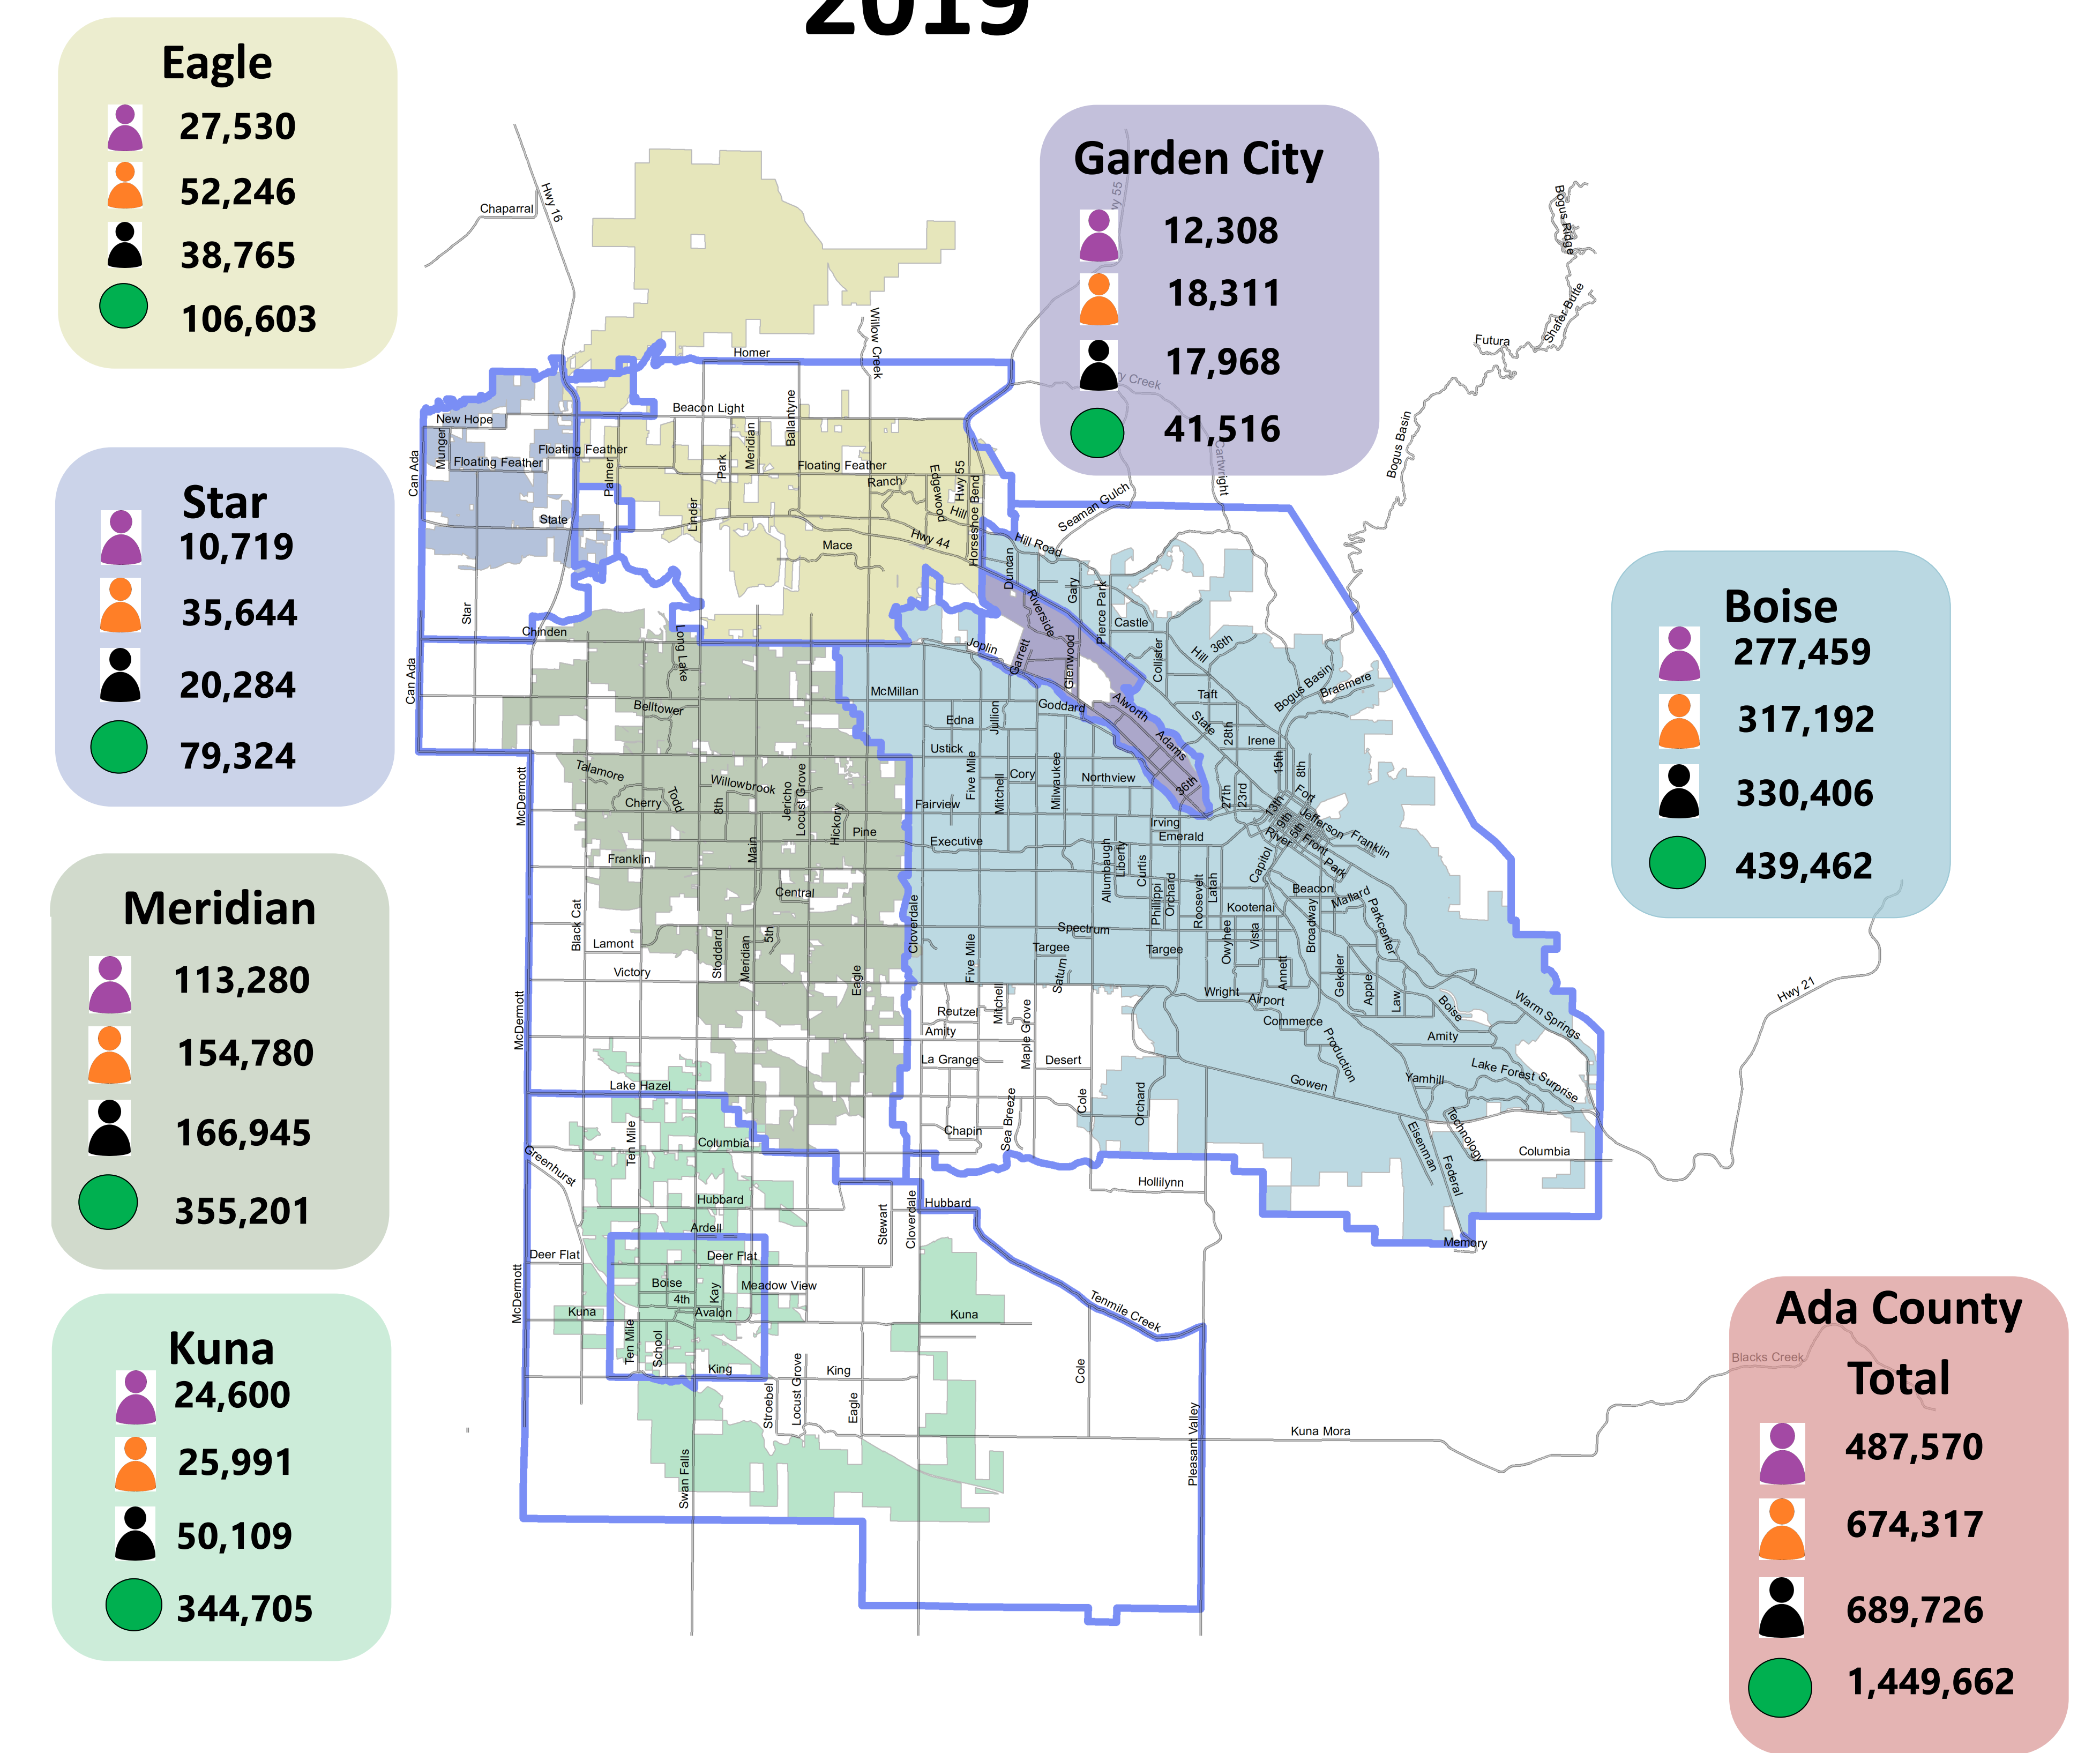 2019
Eagle
27,530
52,246
38,765
106,603
Garden City
12,308
18,311
17,968
41,516
Star
10,719
35,644
20,284
79,324
Boise
277,459
317,192
330,406
439,462
Meridian
113,280
154,780
166,945
355,201
Kuna
24,600
25,991
50,109
344,705
Ada County
Total
487,570
674,317
689,726
1,449,662
Chaparral
Hwy 16
Willow Creek
Homer
Bogus Ridge
Shafer Butte
Futura
Bogus Basin
Cartwright
Seaman Gulch
New Hope
Munger
Can Ada
Floating Feather
Floating Feather
Palmer
Beacon Light
Park
Meridian
Ballantyne
Floating Feather
Ranch
Edgewood
Hwy 55
Hill
Horseshoe Bend
Linder
State
Hwy 44
Mace
Star
Chinden
Can Ada
Long Lake
Joplin
Hill Road
Duncan
Riverside
Gary
Pierce Park
Castle
Garrett
Glenwood
Collister
Hill
36th
Taft
Bogus Basin
Braemere
McMillan
Belltower
Edna
Jullion
Goddard
Alworth
State
28th
Irene
15th
8th
Ustick
Adams
Talamore
Willowbrook
Five Mile
Mitchell
Cory
Milwaukee
Northview
36th
27th
23rd
Fort
McDermott
Cherry
Todd
8th
Jericho
Locust Grove
Hickory
Pine
Fairview
Executive
Irving
Emerald
13th
9th
5th
Jefferson
River
Front
Franklin
Park
Capitol
Franklin
Main
Central
Allumbaugh
Liberty
Curtis
Phillippi
Orchard
Roosevelt
Latah
Beacon
Mallard
Kootenai
Parkcenter
Black Cat
Lamont
Victory
Stoddard
Meridian
5th
Eagle
Cloverdale
Five Mile
Spectrum
Targee
Saturn
Targee
Owyhee
Vista
Annett
Broadway
Gekeler
Apple
Law
Boise
Warm Springs
Hwy 21
McDermott
Reutzel
Mitchell
Amity
Maple Grove
Wright
Airport
Commerce
Production
Amity
La Grange
Desert
Lake Hazel
Cole
Orchard
Gowen
Yamhill
Lake Forest
Surprise
Sea Breeze
Chapin
Technology
Eisenman
Federal
Columbia
Memory
Ten Mile
Columbia
Greenhurst
Hubbard
Ardell
Stewart
Cloverdale
Hubbard
Hollilynn
Deer Flat
Deer Flat
Boise
4th
Kay
Meadow View
Avalon
Kuna
Kuna
Tenmile Creek
McDermott
Ten Mile
School
King
King
Stroebel
Locust Grove
Eagle
Cole
Swan Falls
Pleasant Valley
Kuna Mora
Blacks Creek